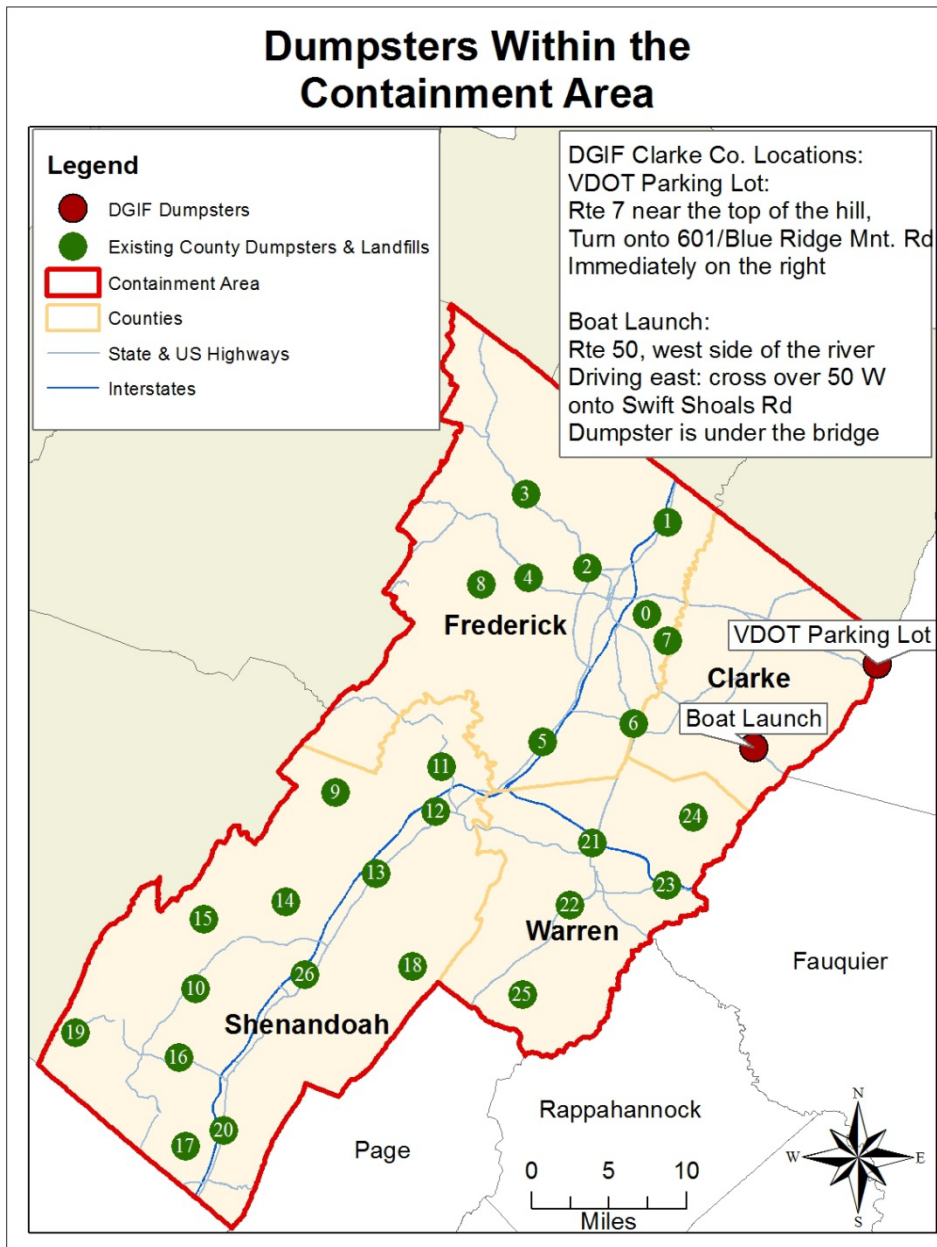 Dumpsters Within the
Containment Area
Legend
DGIF Dumpsters
Existing County Dumpsters & Landfills
Containment Area
Counties
State & US Highways
Interstates
DGIF Clarke Co. Locations:
VDOT Parking Lot:
Rte 7 near the top of the hill,
Turn onto 601/Blue Ridge Mnt. Rd
Immediately on the right
Boat Launch:
Rte 50, west side of the river
Driving east: cross over 50 W
onto Swift Shoals Rd
Dumpster is under the bridge
3
1
2
4
8
0
Frederick
7
VDOT Parking Lot
Clarke
Boat Launch
6
5
11
9
12
24
21
13
23
14
22
15
Warren
18
Fauquier
26
10
25
Shenandoah
19
16
Rappahannock
20
17
Page
0 5 10
Miles
N
W
E
S